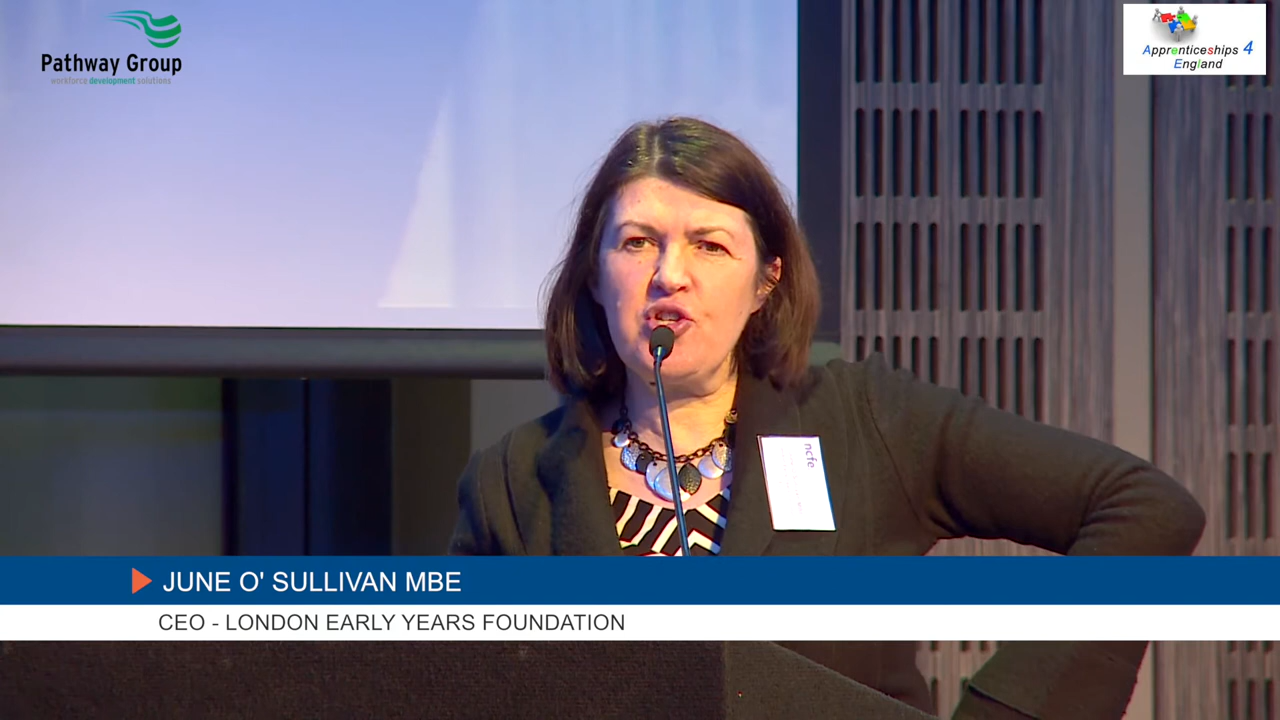 Pathway Group
workforce development solutions
Apprenticeships 4
England
ncfe
JUNE O' SULLIVAN MBE
CEO - LONDON EARLY YEARS FOUNDATION